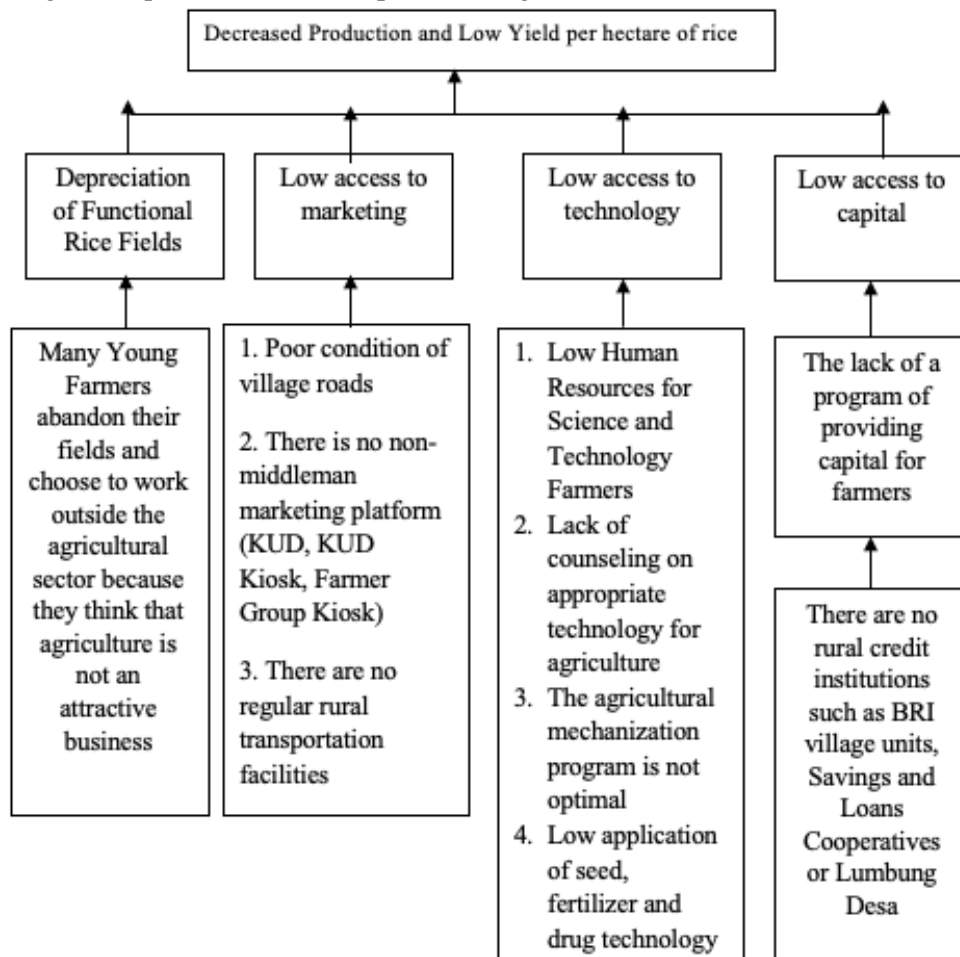 Decreased Production and Low Yield per hectare of rice
Depreciation
of Functional
Rice Fields
Low access to
marketing
Low access to
technology
Low access to
capital
Many Young
Farmers
abandon their
fields and
choose to work
outside the
agricultural
sector because
they think that
agriculture is
not an
attractive
business
1. Poor condition of
village roads
2. There is no non-
middleman
marketing platform
(KUD, KUD
Kiosk, Farmer
Group Kiosk)
3. There are no
regular rural
transportation
facilities
1. Low Human
Resources for
Science and
Technology
Farmers
2. Lack of
counseling on
appropriate
technology for
agriculture
3. The agricultural
mechanization
program is not
optimal
4. Low application
of seed,
fertilizer and
drug technology
The lack of a
program of
providing
capital for
farmers
There are no
rural credit
institutions
such as BRI
village units,
Savings and
Loans
Cooperatives
or Lumbung
Desa